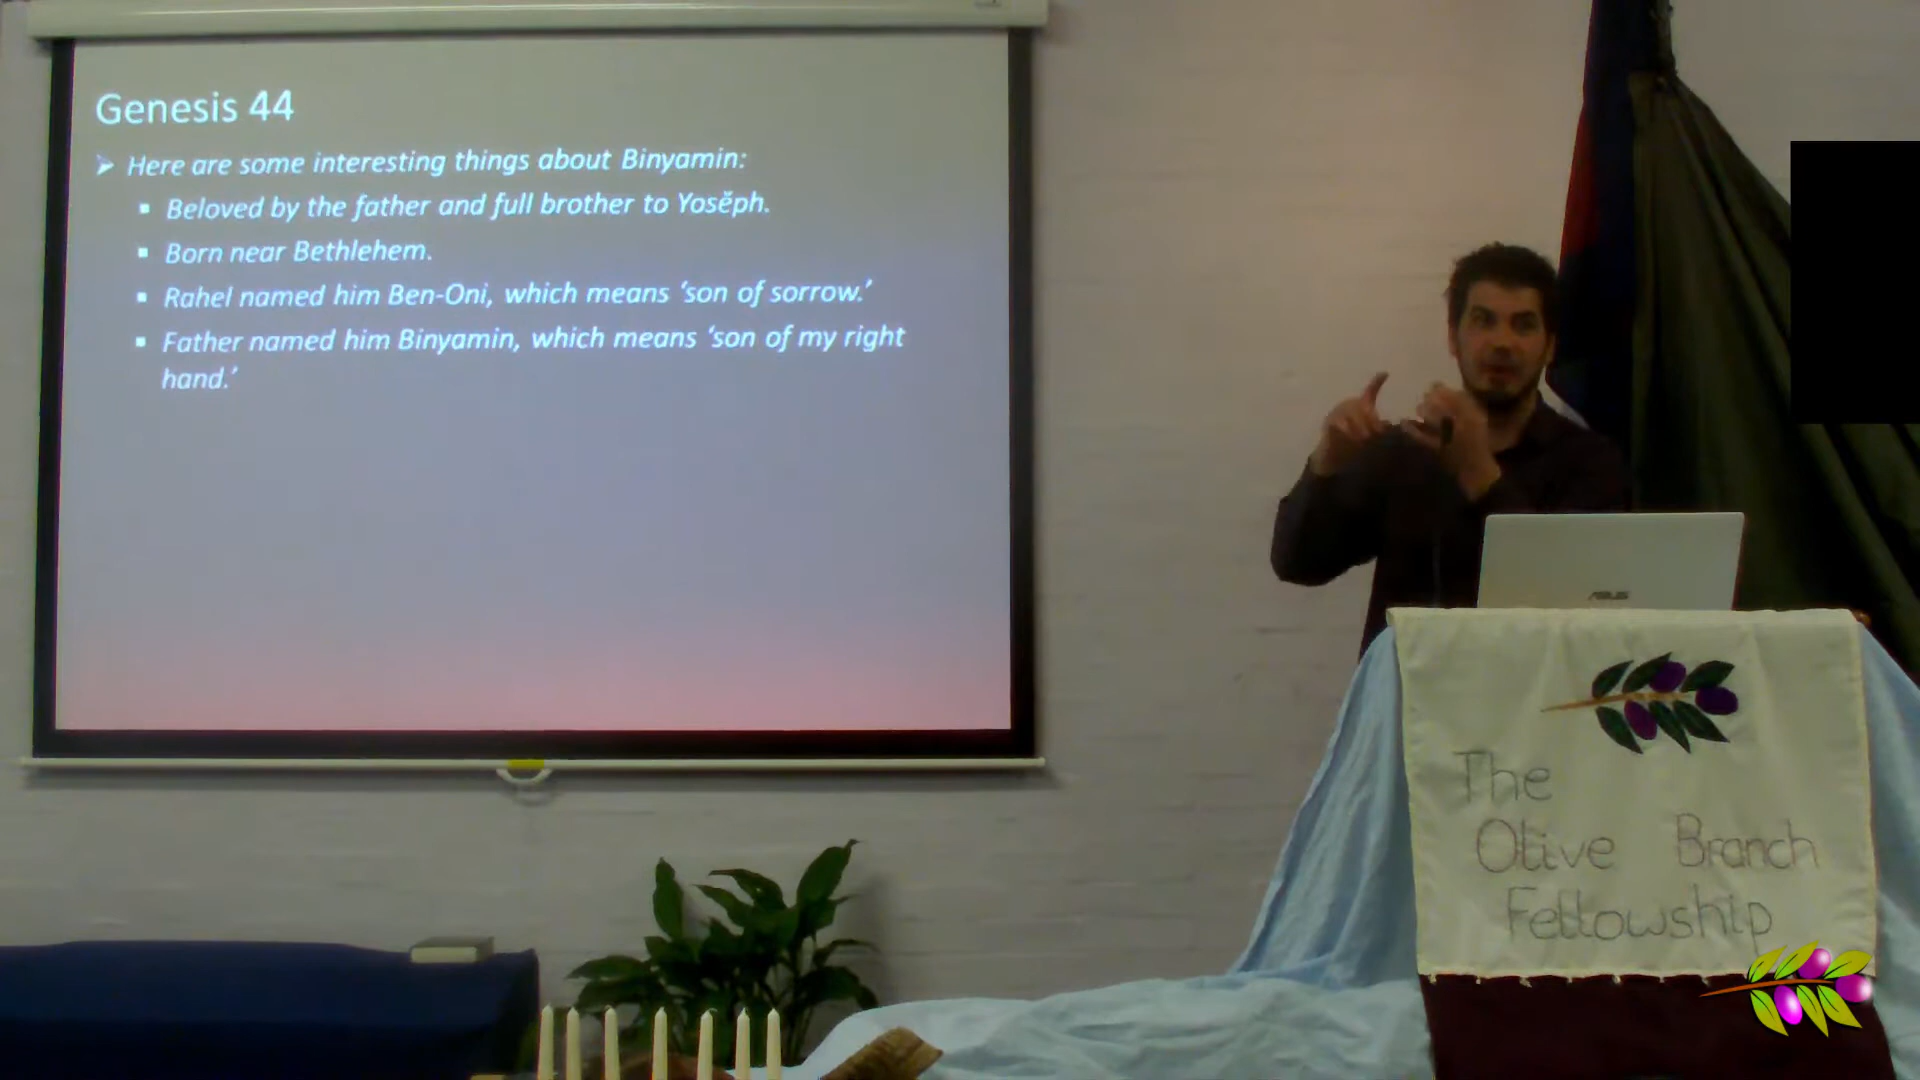 Genesis 44
Here are some interesting things about Binyamin:
Beloved by the father and full brother to Yosĕph.
Born near Bethlehem.
Rahel named him Ben-Oni, which means ‘son of sorrow.’
Father named him Binyamin, which means ‘son of my right
hand.’
ASUS
The
Olive Branch
Fellowship